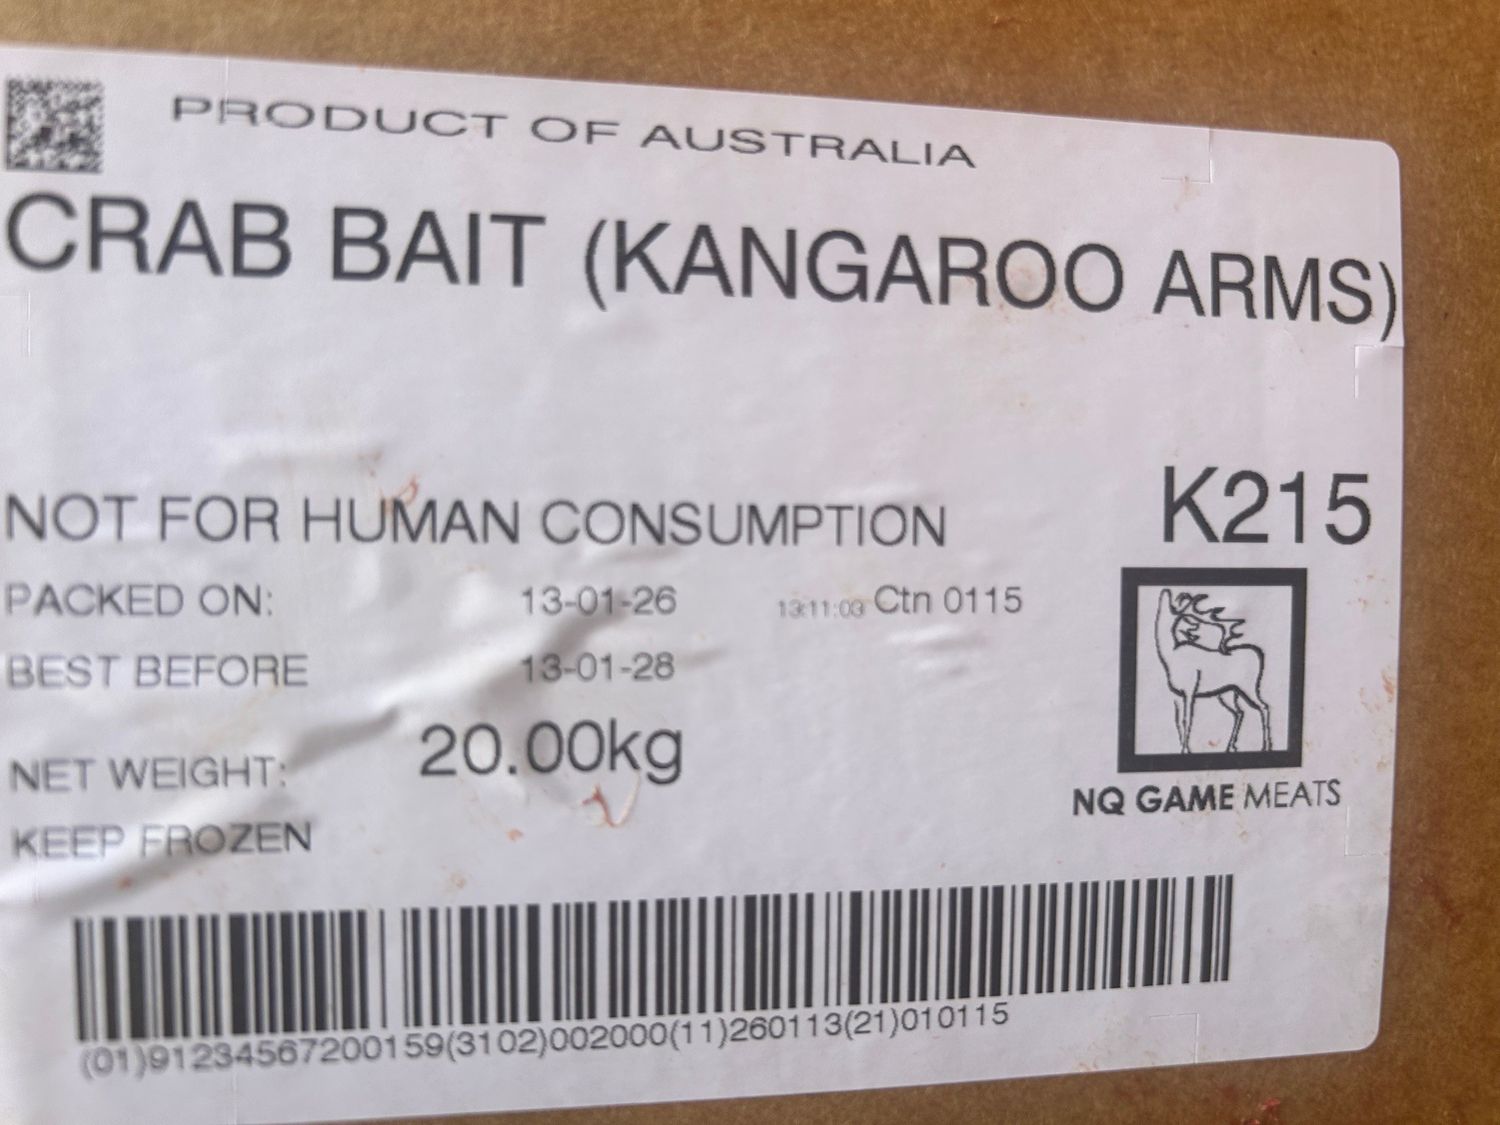 PRODUCT OF AUSTRALIA
CRAB BAIT (KANGAROO ARMS)
NOT FOR HUMAN CONSUMPTION
K215
PACKED ON: 13-01-26 13:11:03 Ctn 0115
BEST BEFORE 13-01-28
NET WEIGHT: 20.00kg
KEEP FROZEN
NQ GAME MEATS
(01)91234567200159(3102)002000(11)260113(21)010115